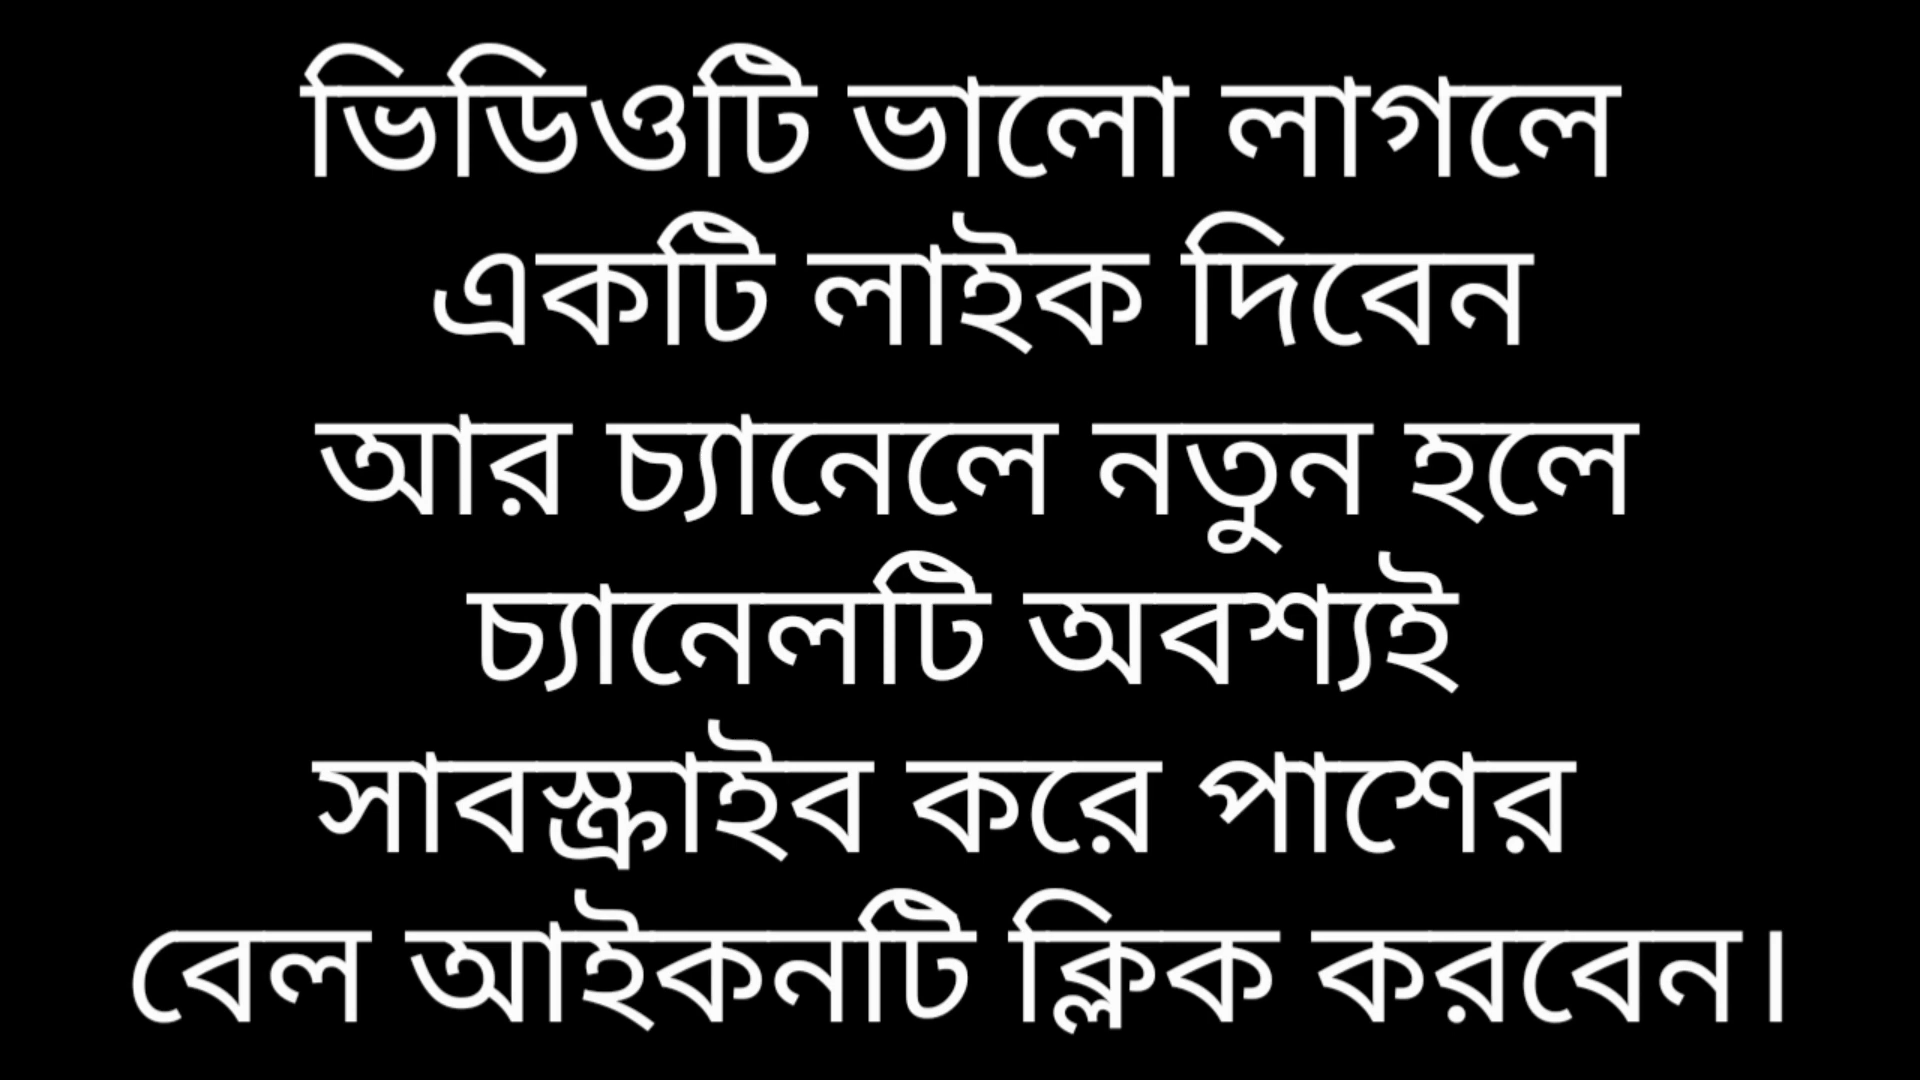 ভিডিওটি ভালো লাগলে
একটি লাইক দিবেন
আর চ্যানেলে নতুন হলে
চ্যানেলটি অবশ্যই
সাবস্ক্রাইব করে পাশের
বেল আইকনটি ক্লিক করবেন।